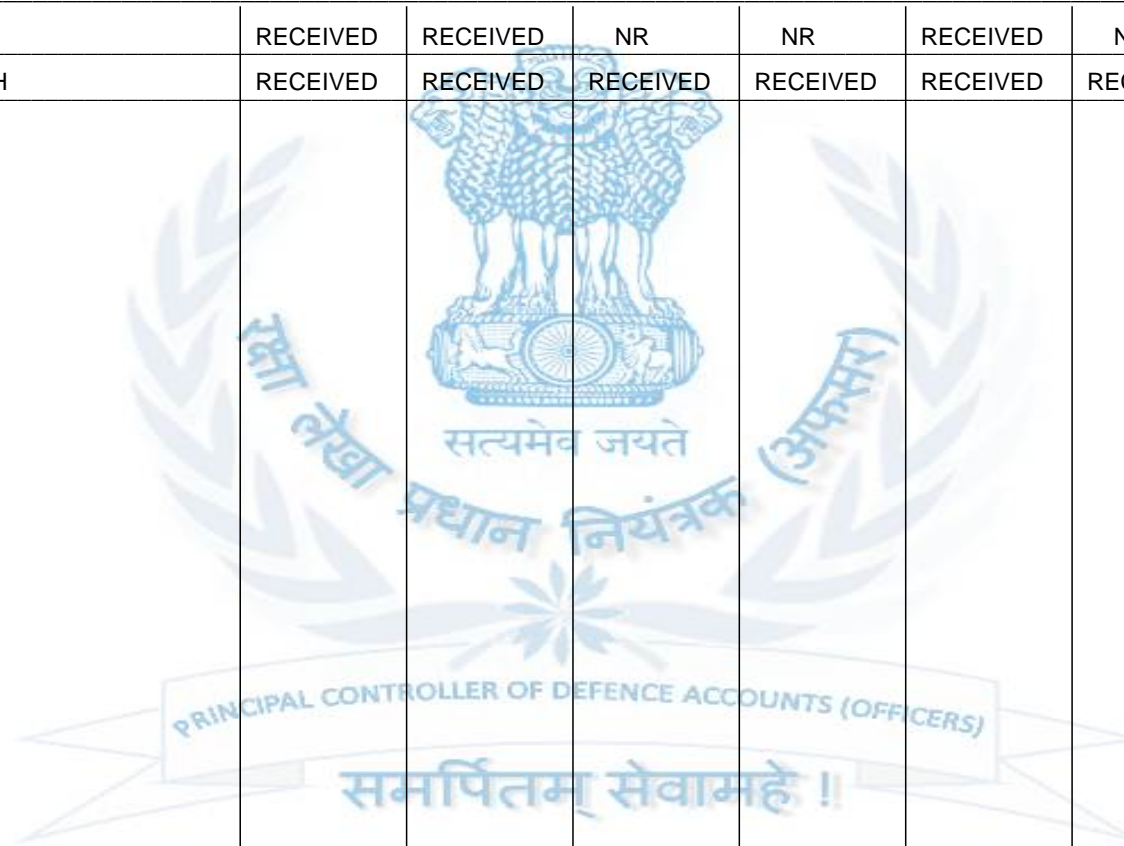 RECEIVED RECEIVED NR NR RECEIVED N
H RECEIVED RECEIVED RECEIVED RECEIVED RECEIVED REC
सत्यमेव जयते
रक्षा लेखा प्रधान नियंत्रक (अफसर)
PRINCIPAL CONTROLLER OF DEFENCE ACCOUNTS (OFFICERS)
समर्पितम् सेवामहे !